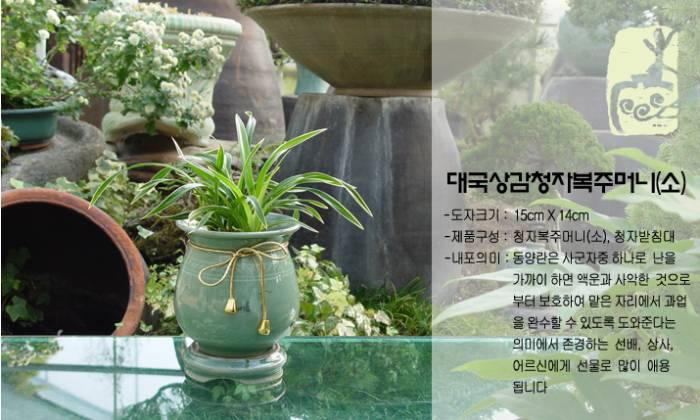 대국상감청자복주머니(소)
-도자크기 : 15cm X 14cm
-제품구성 : 청자복주머니(소), 청자받침대
-내포의미 : 동양란은 사군자중 하나로 난을
가까이 하면 액운과 사악한 것으로
부터 보호하여 맡은 자리에서 과업
을 완수할 수 있도록 도와준다는
의미에서 존경하는 선배, 상사,
어르신에게 선물로 많이 애용
됩니다